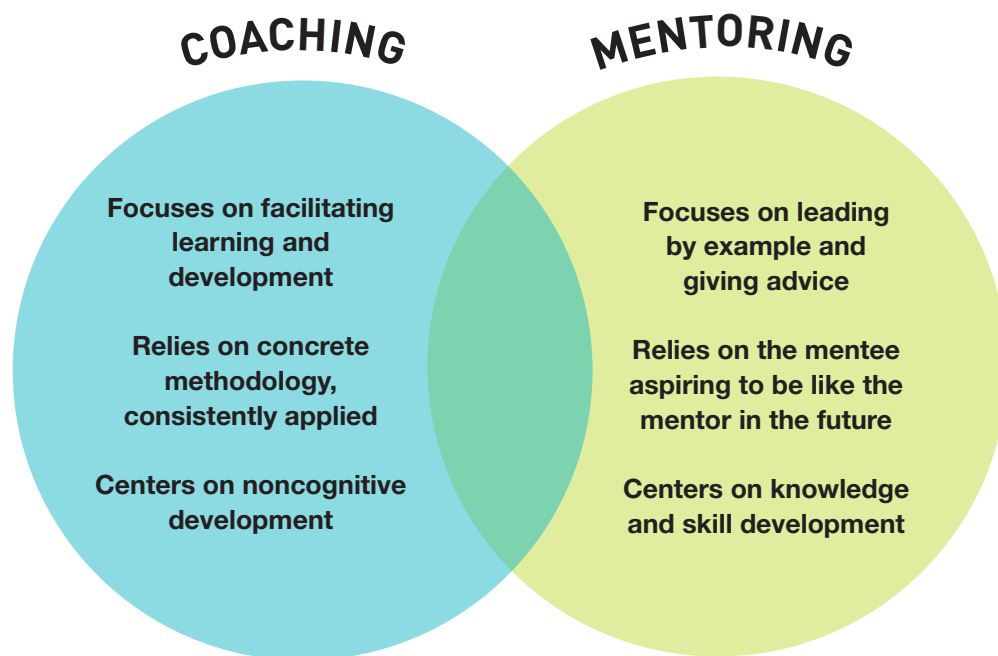 COACHING
Focuses on facilitating
learning and
development
Relies on concrete
methodology,
consistently applied
Centers on noncognitive
development
MENTORING
Focuses on leading
by example and
giving advice
Relies on the mentee
aspiring to be like the
mentor in the future
Centers on knowledge
and skill development